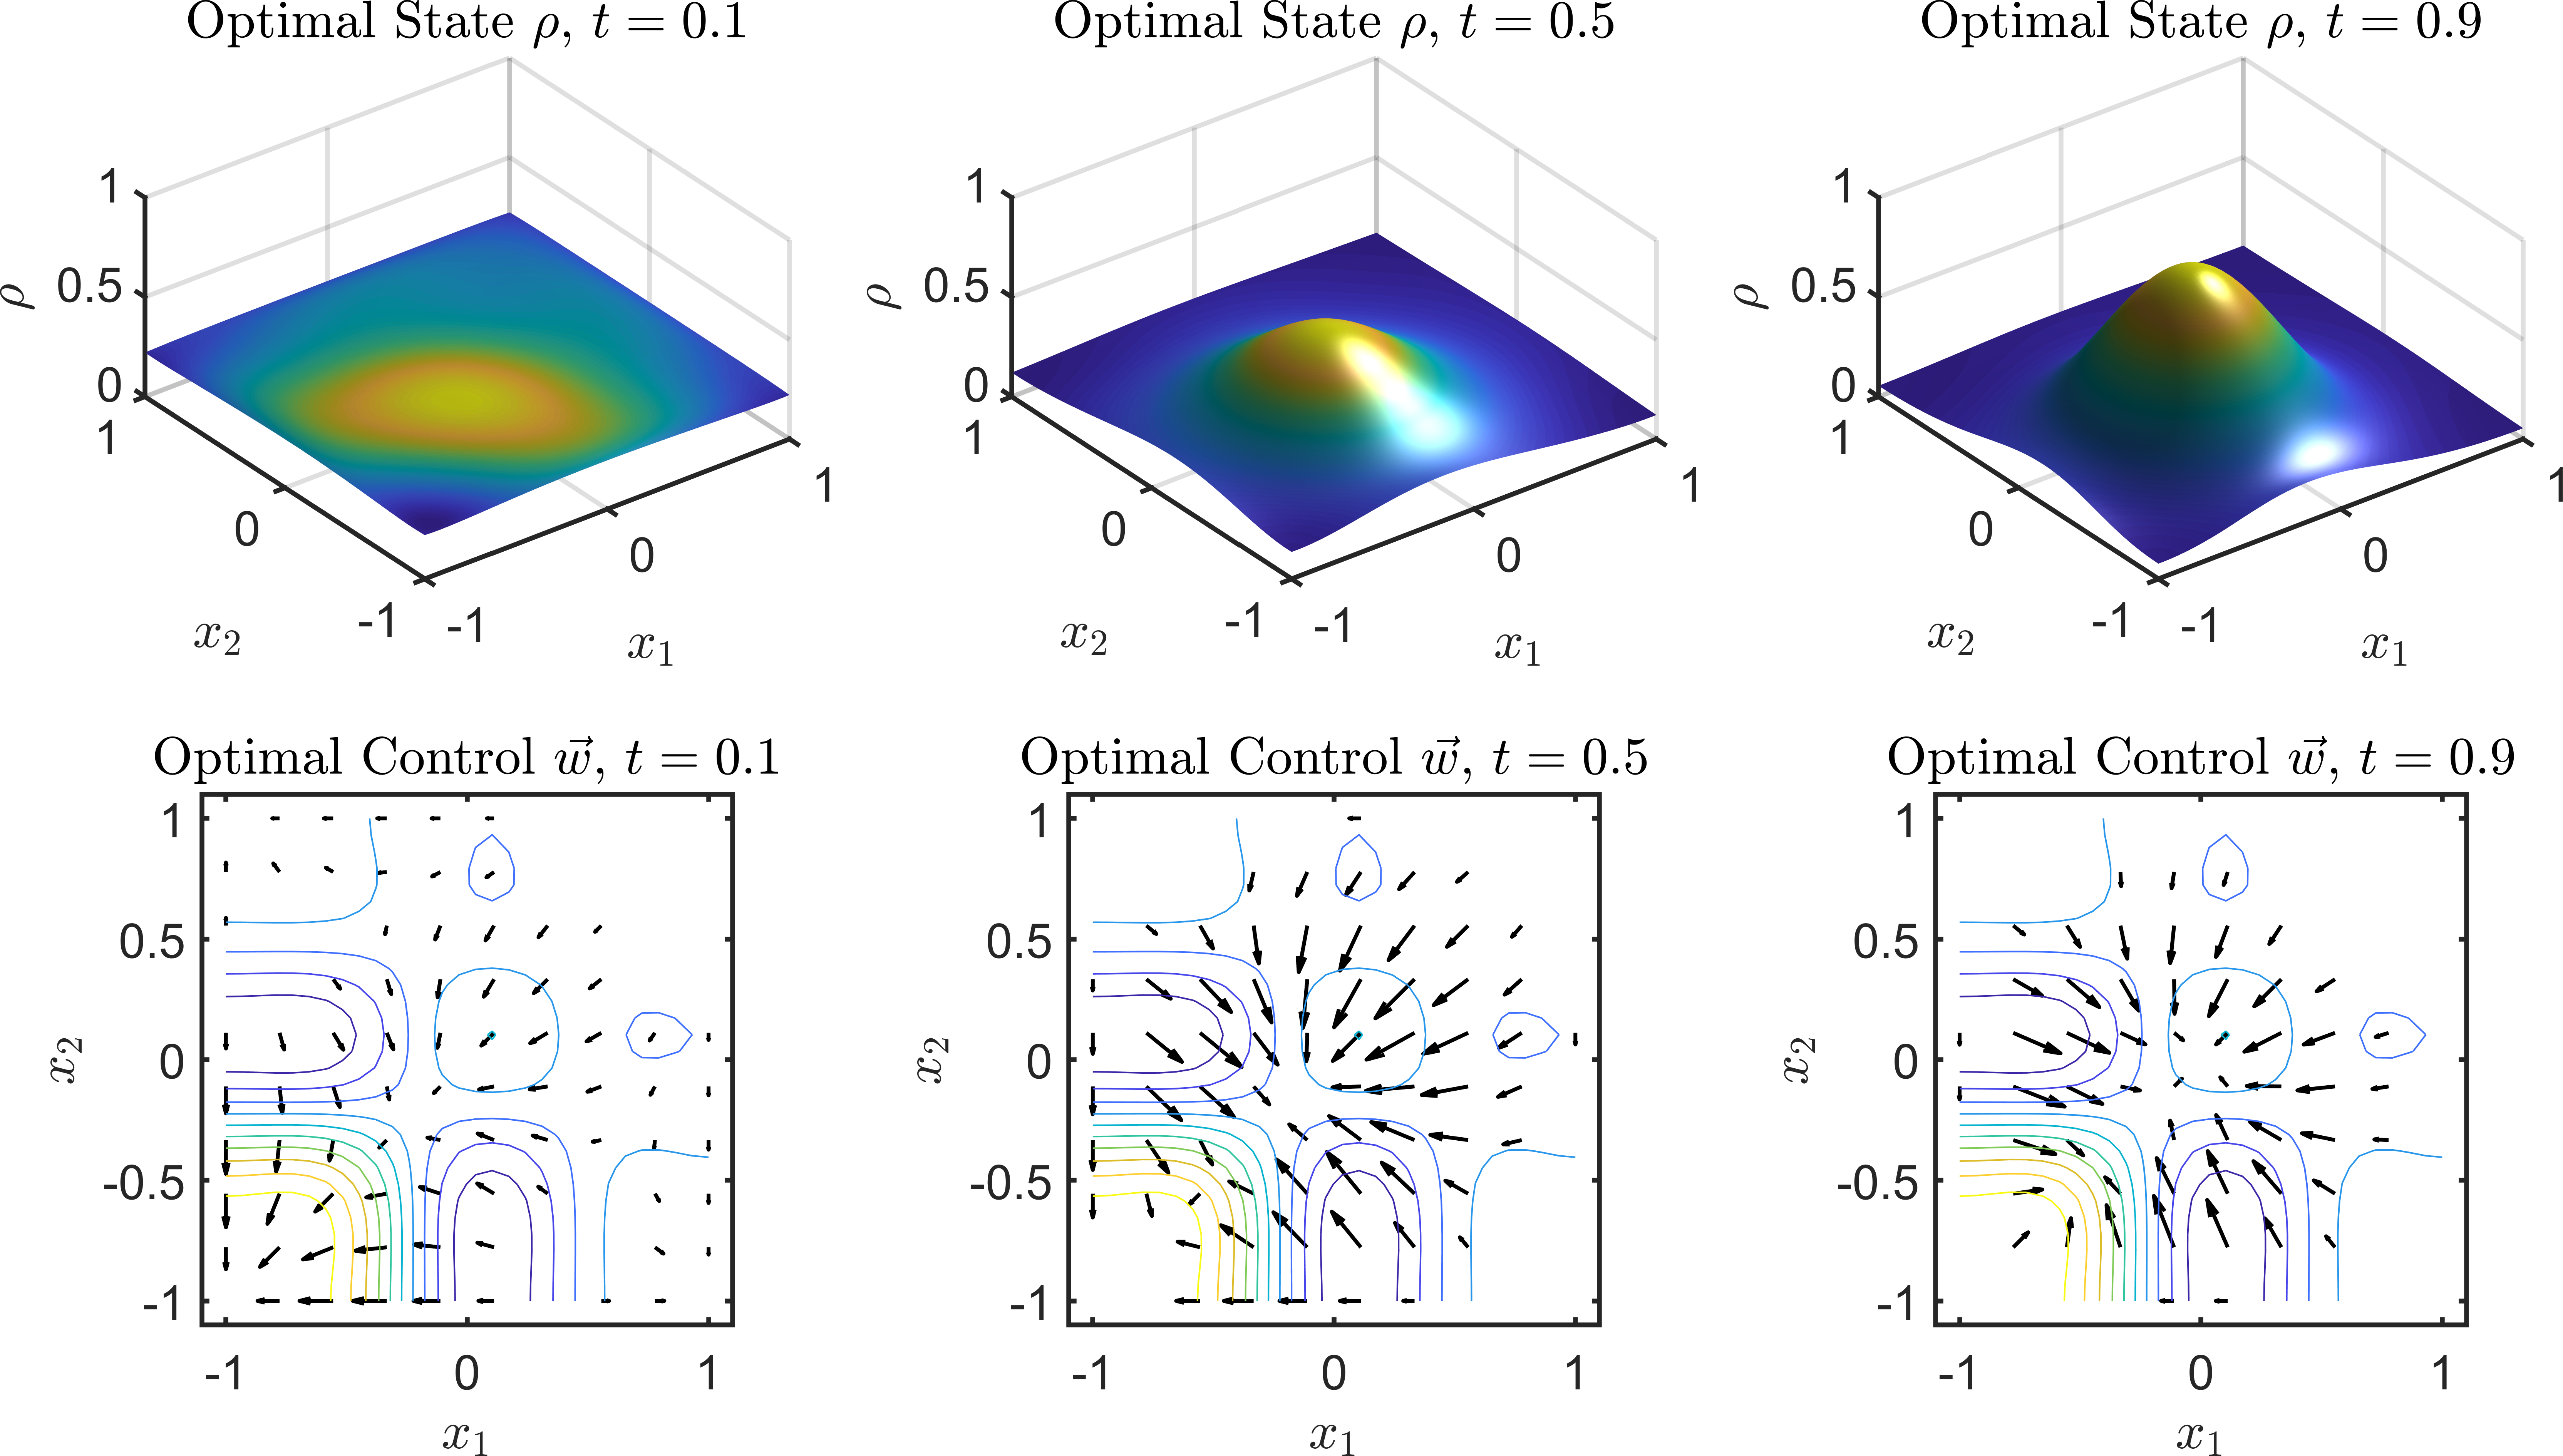 Optimal State ρ, t = 0.1
1
0.5
0
ρ
1
0
-1
x₂
-1
0
1
x₁
Optimal State ρ, t = 0.5
1
0.5
0
ρ
1
0
-1
x₂
-1
0
1
x₁
Optimal State ρ, t = 0.9
1
0.5
0
ρ
1
0
-1
x₂
-1
0
1
x₁
Optimal Control w⃗, t = 0.1
1
0.5
0
-0.5
-1
x₂
-1 0 1
x₁
Optimal Control w⃗, t = 0.5
1
0.5
0
-0.5
-1
x₂
-1 0 1
x₁
Optimal Control w⃗, t = 0.9
1
0.5
0
-0.5
-1
x₂
-1 0 1
x₁